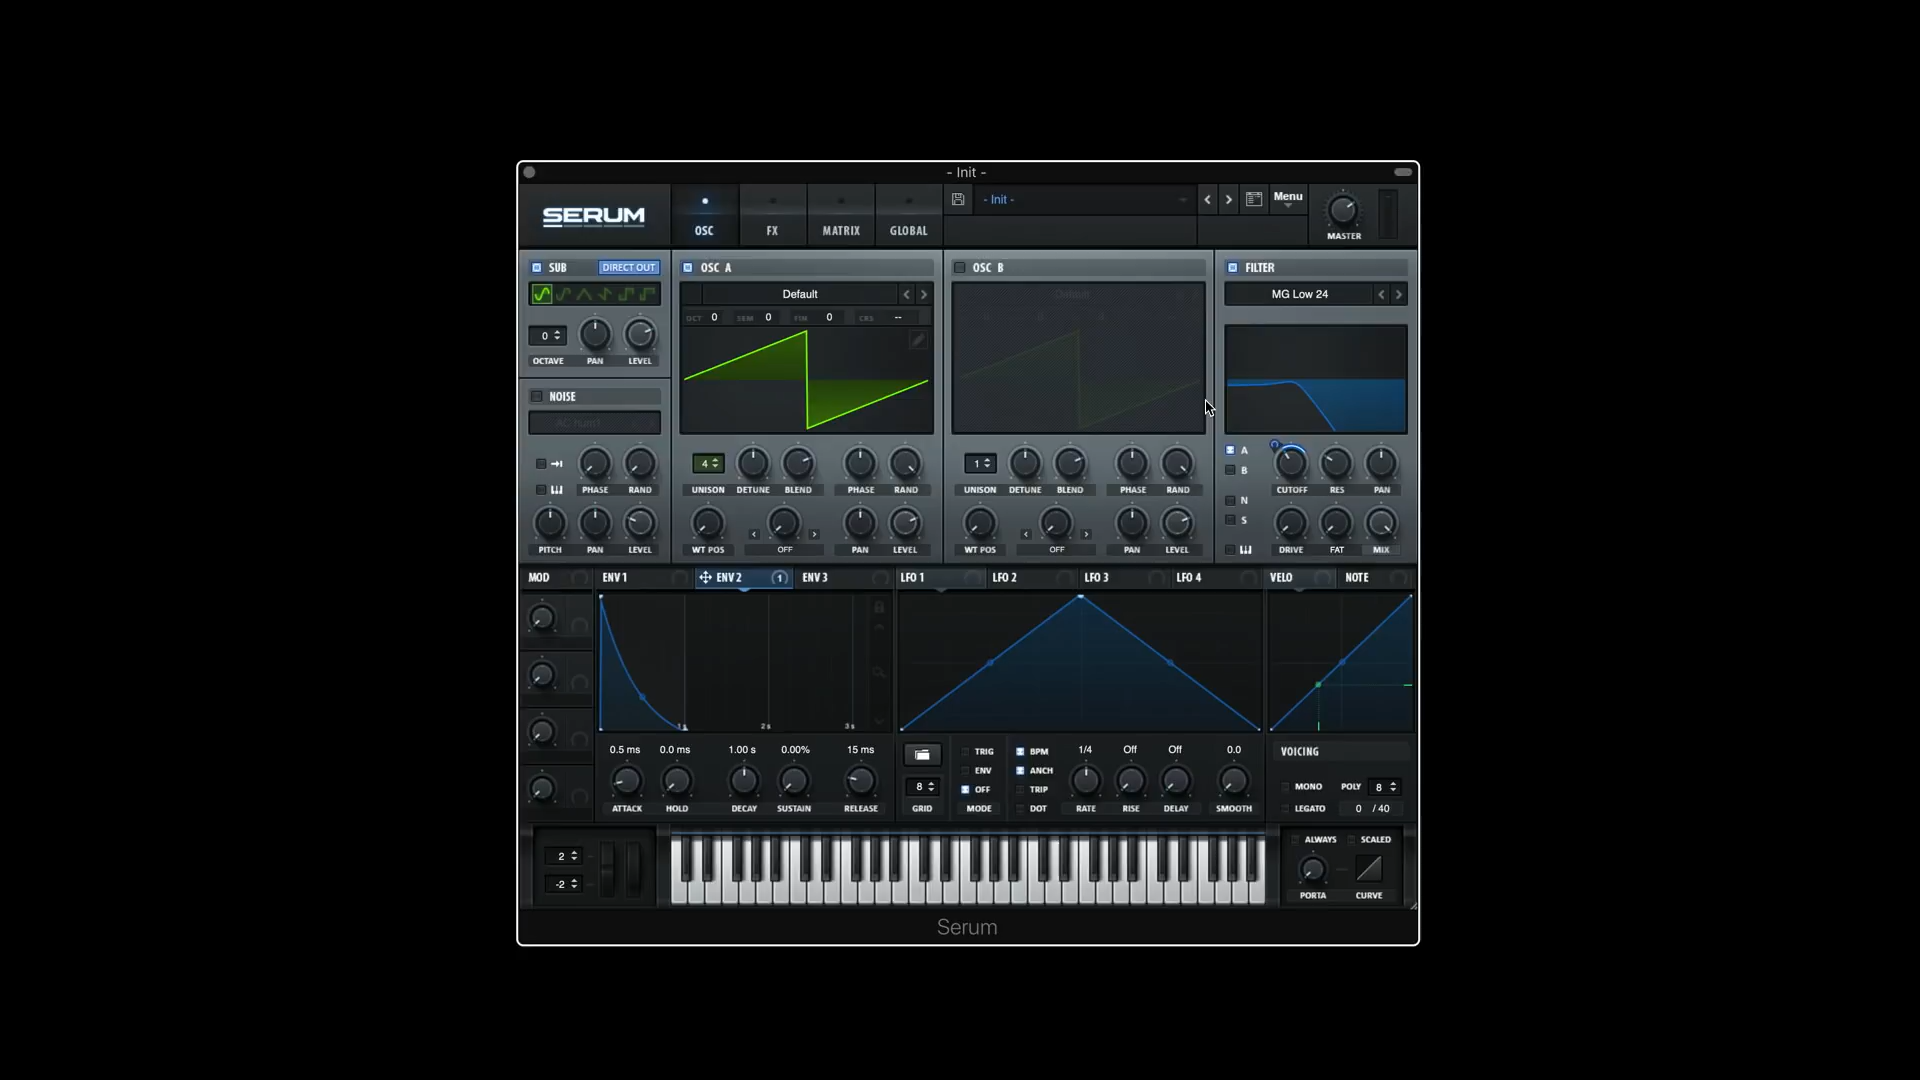 - Init -
SERUM
OSC
FX
MATRIX
GLOBAL
- Init -
Menu
MASTER
SUB
DIRECT OUT
OSC A
OSC B
FILTER
Default
Default
MG Low 24
OCT 0 SEM 0 FIN 0 CRS --
0
OCTAVE PAN LEVEL
NOISE
AC hum1
A
B
N
S
4
1
PHASE RAND
UNISON DETUNE BLEND PHASE RAND
UNISON DETUNE BLEND PHASE RAND
CUTOFF RES PAN
PITCH PAN LEVEL
WT POS OFF PAN LEVEL
WT POS OFF PAN LEVEL
DRIVE FAT MIX
MOD ENV 1 ENV 2 1 ENV 3 LFO 1 LFO 2 LFO 3 LFO 4 VELO NOTE
1 s 2 s 3 s
0.5 ms 0.0 ms 1.00 s 0.00% 15 ms
ATTACK HOLD DECAY SUSTAIN RELEASE
8
GRID
TRIG
ENV
OFF
MODE
BPM
ANCH
TRIP
DOT
1/4 Off Off 0.0
RATE RISE DELAY SMOOTH
VOICING
MONO POLY 8
LEGATO 0 / 40
2
-2
ALWAYS SCALED
PORTA CURVE
Serum